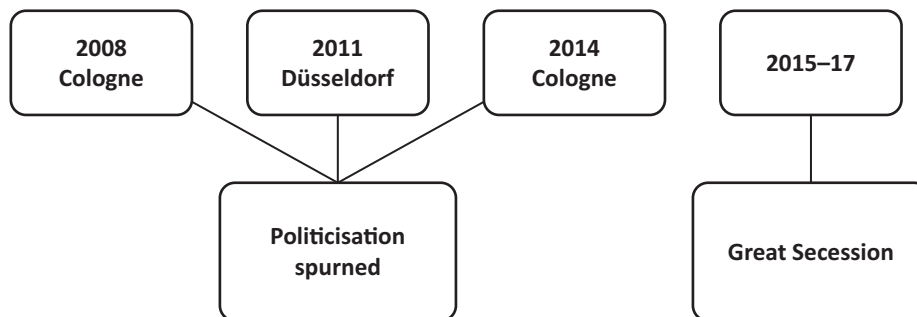 2008
Cologne
2011
Düsseldorf
2014
Cologne
2015–17
Politicisation
spurned
Great Secession